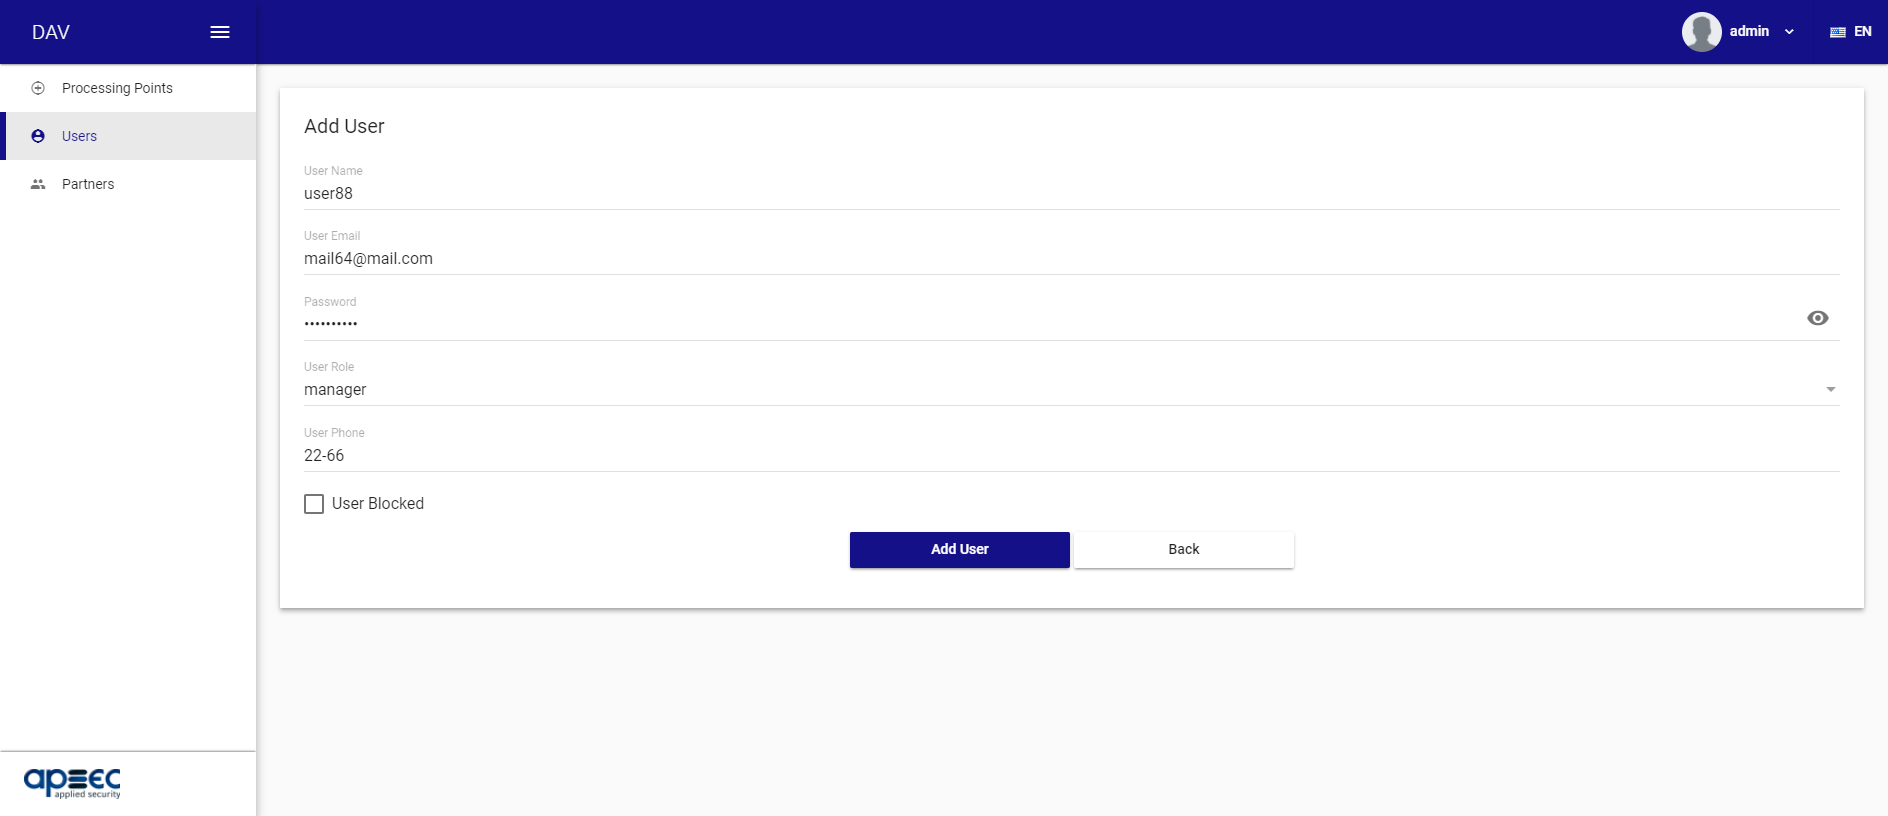 DAV
admin
EN
Processing Points
Users
Partners
Add User
User Name
user88
User Email
mail64@mail.com
Password
••••••••••
User Role
manager
User Phone
22-66
User Blocked
Add User
Back
apsec
applied security